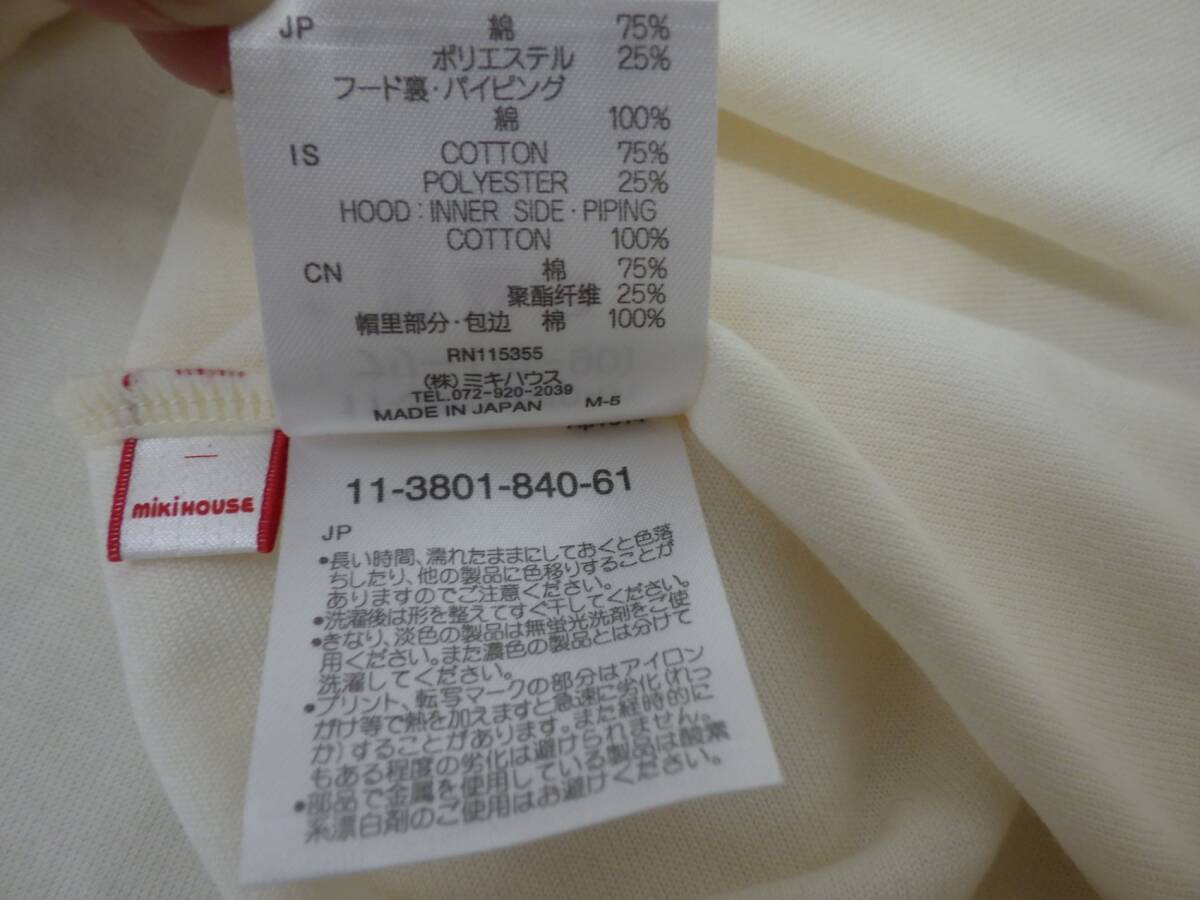 JP 綿 75%
ポリエステル 25%
フード裏・パイピング
綿 100%
IS COTTON 75%
POLYESTER 25%
HOOD : INNER SIDE・PIPING
COTTON 100%
CN 棉 75%
聚酯纤维 25%
帽里部分・包边 棉 100%
RN115355
(株)ミキハウス
TEL.072-920-2039
MADE IN JAPAN M-5
mikiHOUSE
11-3801-840-61
JP
•長い時間、濡れたままにしておくと色落
ちしたり、他の製品に色移りすることが
ありますのでご注意ください。
•洗濯後は形を整えてすぐ干してください。
•きなり、淡色の製品は無蛍光洗剤をご使
用ください。また濃色の製品とは分けて
洗濯してください。
•プリント、転写マークの部分はアイロン
がけ等で熱を加えますと急速に劣化(れっ
か)することがあります。また経時的に
もある程度の劣化は避けられません。
•部品で金属を使用している製品は酸素
系漂白剤のご使用はお避けください。